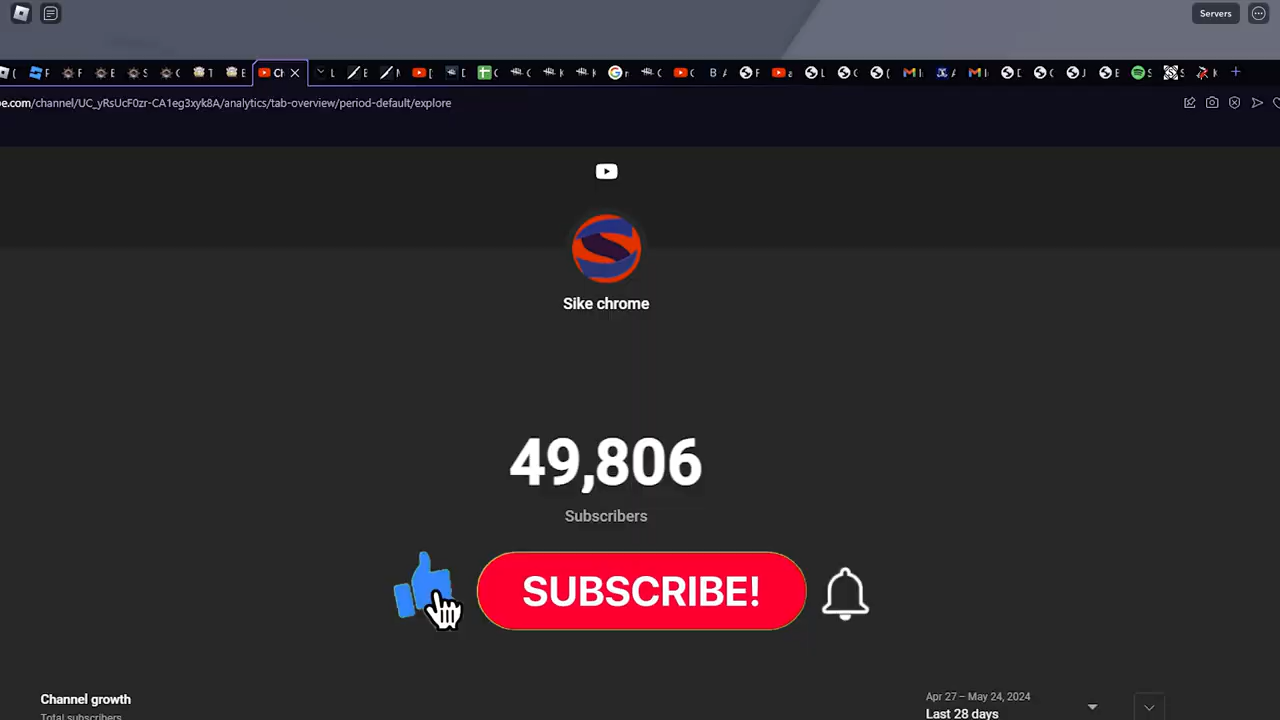 Servers
be.com/channel/UC_yRsUcF0zr-CA1eg3xyk8A/analytics/tab-overview/period-default/explore
Sike chrome
49,806
Subscribers
SUBSCRIBE!
Channel growth
Apr 27 – May 24, 2024
Total subscribers
Last 28 days